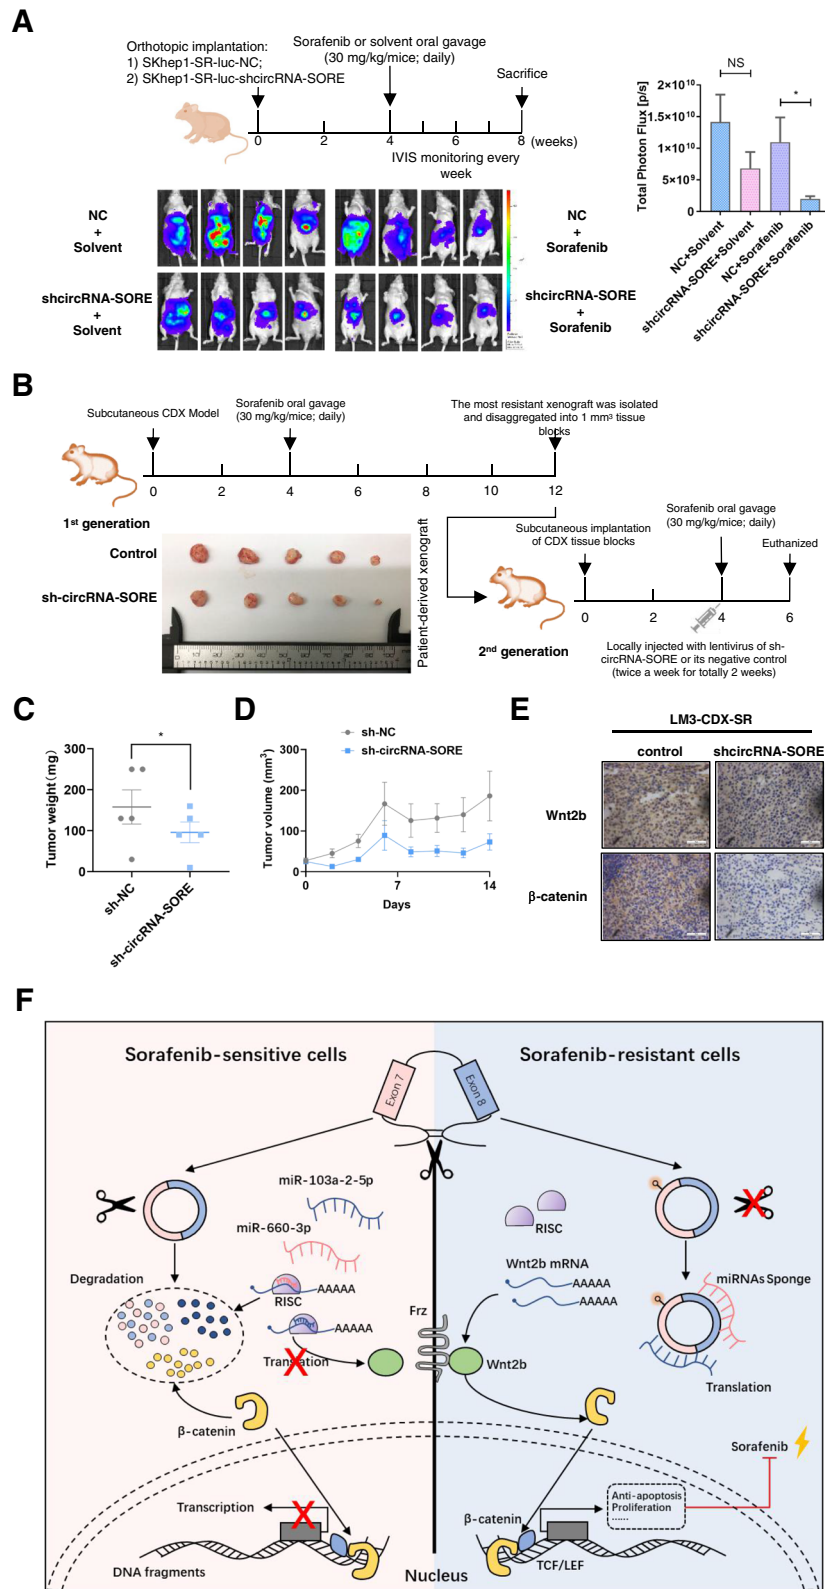 A
Orthotopic implantation:
1) SKhep1-SR-luc-NC;
2) SKhep1-SR-luc-shcircRNA-SORE
Sorafenib or solvent oral gavage
(30 mg/kg/mice; daily)
Sacrifice
0 2 4 6 8 (weeks)
IVIS monitoring every
week
NC
+
Solvent
NC
+
Sorafenib
shcircRNA-SORE
+
Solvent
shcircRNA-SORE
+
Sorafenib
Total Photon Flux [p/s]
2×10¹⁰
1.5×10¹⁰
1×10¹⁰
5×10⁹
0
NS
*
NC+Solvent
shcircRNA-SORE+Solvent
NC+Sorafenib
shcircRNA-SORE+Sorafenib
B
Subcutaneous CDX Model
Sorafenib oral gavage
(30 mg/kg/mice; daily)
The most resistant xenograft was isolated
and disaggregated into 1 mm³ tissue
blocks
0 2 4 6 8 10 12
1st generation
Control
sh-circRNA-SORE
Patient-derived xenograft
Subcutaneous implantation
of CDX tissue blocks
Sorafenib oral gavage
(30 mg/kg/mice; daily)
Euthanized
0 2 4 6
2nd generation
Locally injected with lentivirus of sh-
circRNA-SORE or its negative control
(twice a week for totally 2 weeks)
C
Tumor weight(mg)
300
200
100
0
*
sh-NC
sh-circRNA-SORE
D
sh-NC
sh-circRNA-SORE
Tumor volume (mm³)
300
200
100
0
0 7 14
Days
E
LM3-CDX-SR
control shcircRNA-SORE
Wnt2b
β-catenin
F
Sorafenib-sensitive cells
Sorafenib-resistant cells
Exon 7
Exon 8
miR-103a-2-5p
miR-660-3p
RISC
Degradation
AAAAA
RISC
AAAAA
Translation
β-catenin
Frz
Wnt2b mRNA
AAAAA
AAAAA
Wnt2b
miRNAs Sponge
Translation
Sorafenib
Transcription
DNA fragments
Nucleus
β-catenin
TCF/LEF
Anti-apoptosis
Proliferation
......